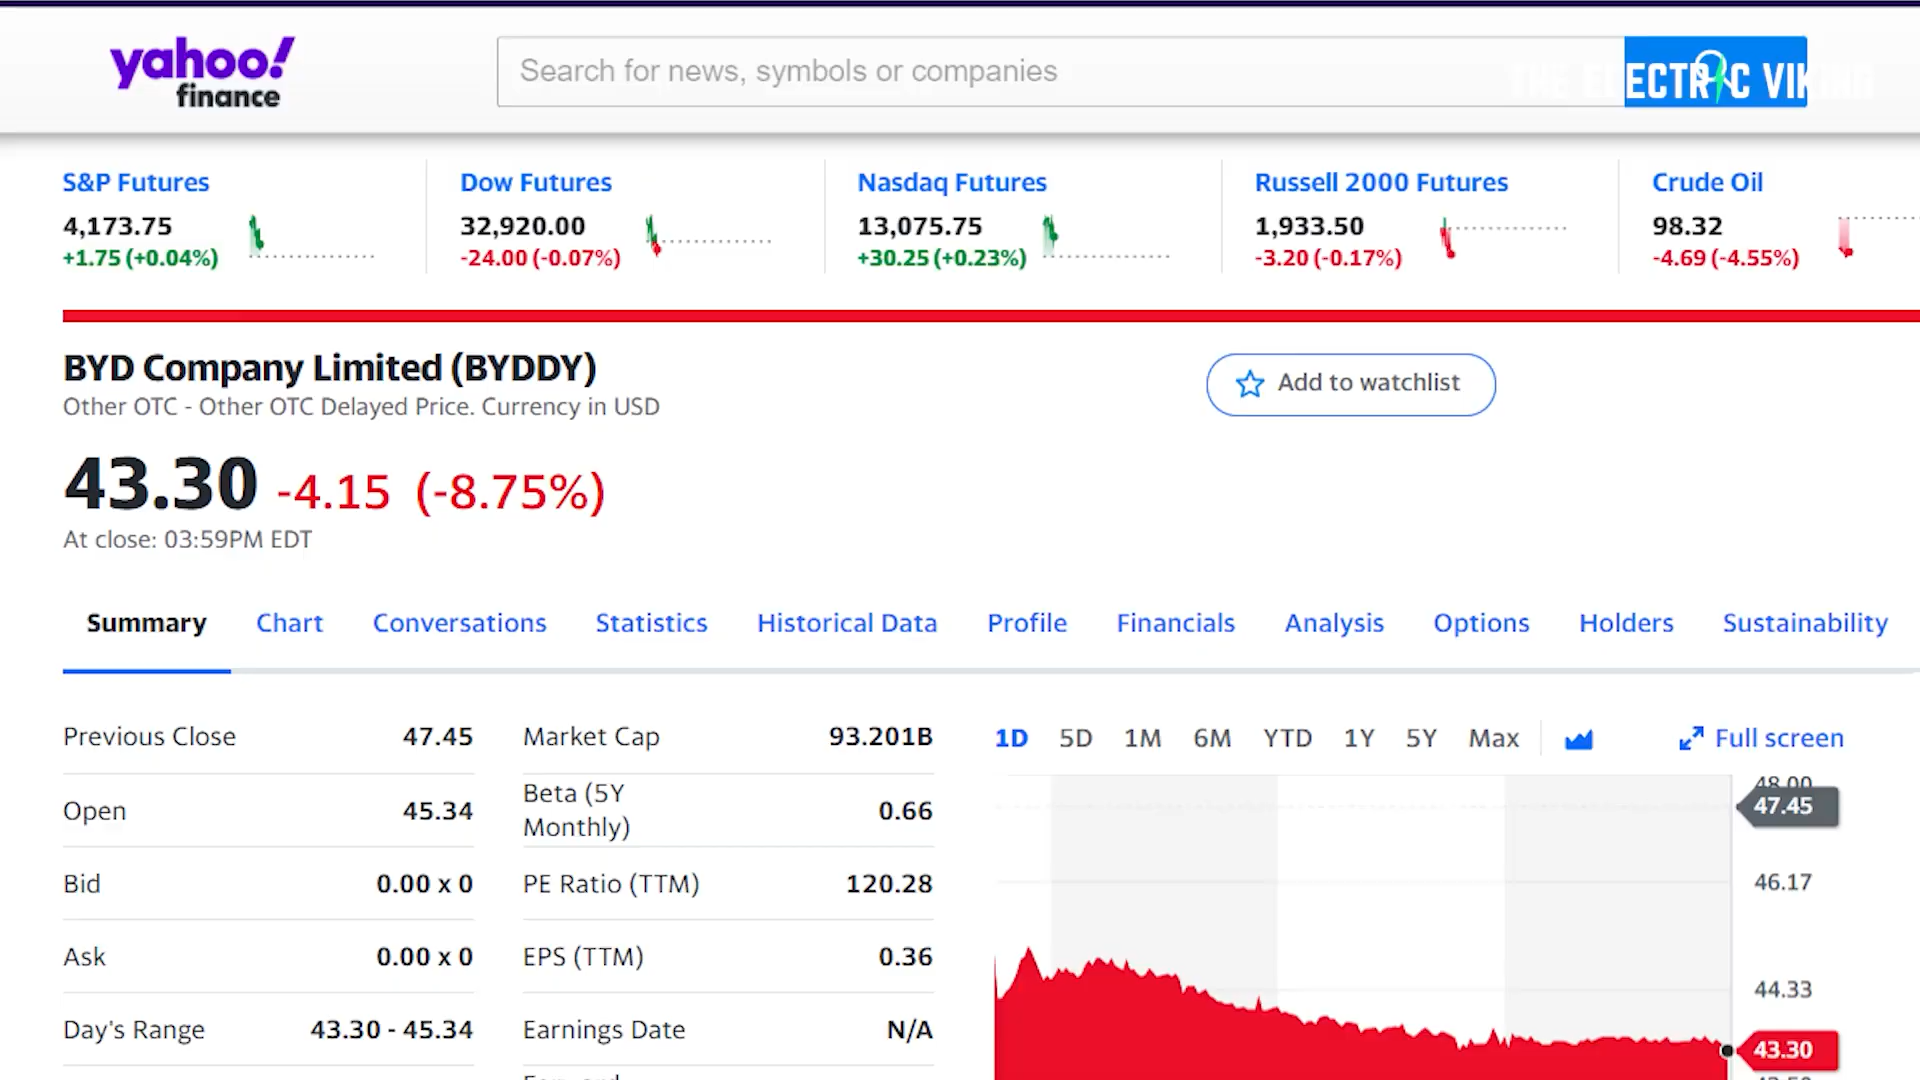 yahoo!
finance
Search for news, symbols or companies
THE ELECTRIC VIKING
S&P Futures
4,173.75
+1.75 (+0.04%)
Dow Futures
32,920.00
-24.00 (-0.07%)
Nasdaq Futures
13,075.75
+30.25 (+0.23%)
Russell 2000 Futures
1,933.50
-3.20 (-0.17%)
Crude Oil
98.32
-4.69 (-4.55%)
BYD Company Limited (BYDDY)
Other OTC - Other OTC Delayed Price. Currency in USD
Add to watchlist
43.30 -4.15 (-8.75%)
At close: 03:59PM EDT
Summary Chart Conversations Statistics Historical Data Profile Financials Analysis Options Holders Sustainability
Previous Close 47.45
Open 45.34
Bid 0.00 x 0
Ask 0.00 x 0
Day's Range 43.30 - 45.34
Market Cap 93.201B
Beta (5Y
Monthly) 0.66
PE Ratio (TTM) 120.28
EPS (TTM) 0.36
Earnings Date N/A
1D 5D 1M 6M YTD 1Y 5Y Max
Full screen
48.00
47.45
46.17
44.33
43.30